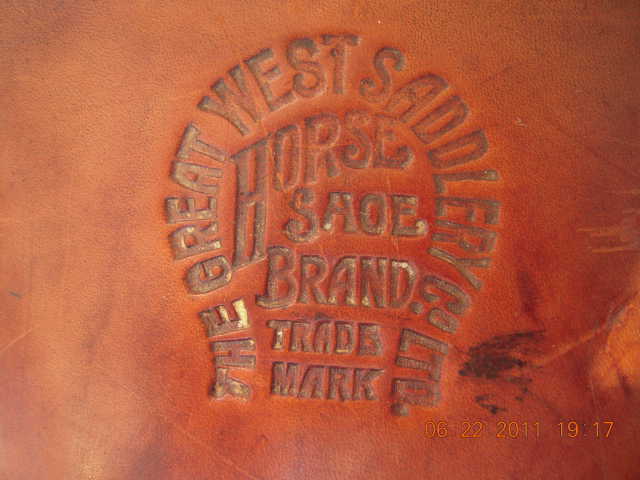 THE GREAT WEST SADDLERY CO. LTD.
HORSE
SHOE
BRAND
TRADE
MARK
06 22 2011 19:17